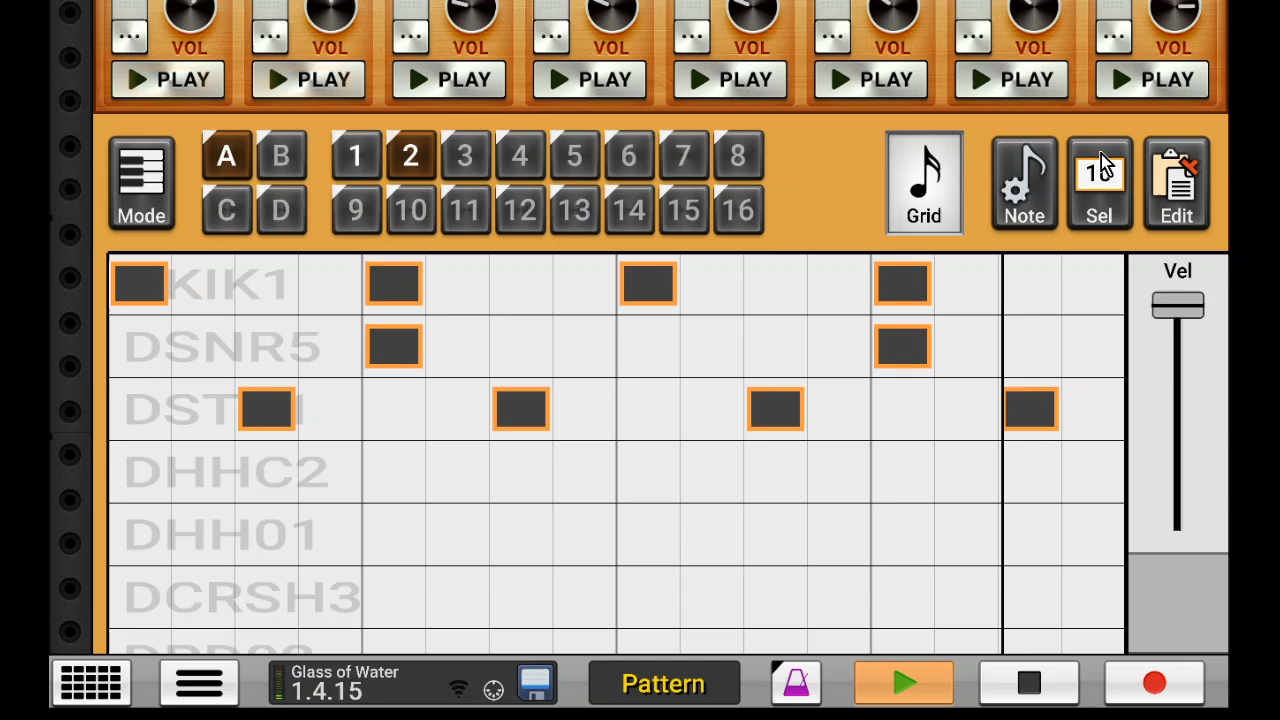 VOL VOL VOL VOL VOL VOL VOL VOL
PLAY PLAY PLAY PLAY PLAY PLAY PLAY PLAY
A B 1 2 3 4 5 6 7 8
C D 9 10 11 12 13 14 15 16
Mode Grid Note Sel Edit
KIK1
Vel
DSNR5
DHHC2
DHH01
DCRSH3
Glass of Water
1.4.15
Pattern